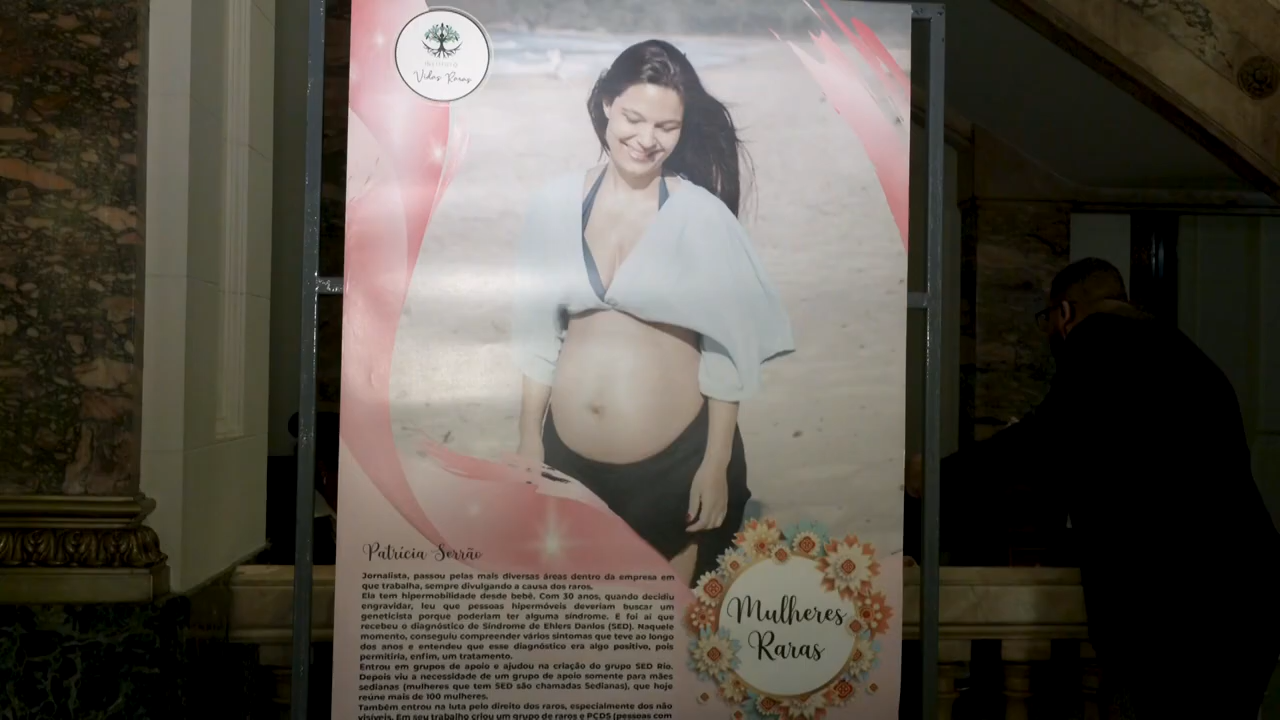 Vidas Raras
Patrícia Serrão
Jornalista, passou pelas mais diversas áreas dentro da empresa em
que trabalha, sempre divulgando a causa dos raros.
Ela tem hipermobilidade desde bebê. Com 30 anos, quando decidiu
engravidar, leu que pessoas hipermóveis deveriam buscar um
geneticista porque poderiam ter alguma síndrome. E foi aí que
recebeu o diagnóstico de Síndrome de Ehlers Danlos (SED). Naquele
momento, conseguiu compreender vários sintomas que teve ao longo
dos anos e entendeu que esse diagnóstico era algo positivo, pois
permitiria, enfim, um tratamento.
Entrou em grupos de apoio e ajudou na criação do grupo SED Rio.
Depois viu a necessidade de um grupo de apoio somente para mães
sedianas (mulheres que tem SED são chamadas Sedianas), que hoje
reúne mais de 100 mulheres.
Também entrou na luta pelo direito dos raros, especialmente dos não
visíveis. Em seu trabalho criou um grupo de raros e PCDS (pessoas com
Mulheres
Raras